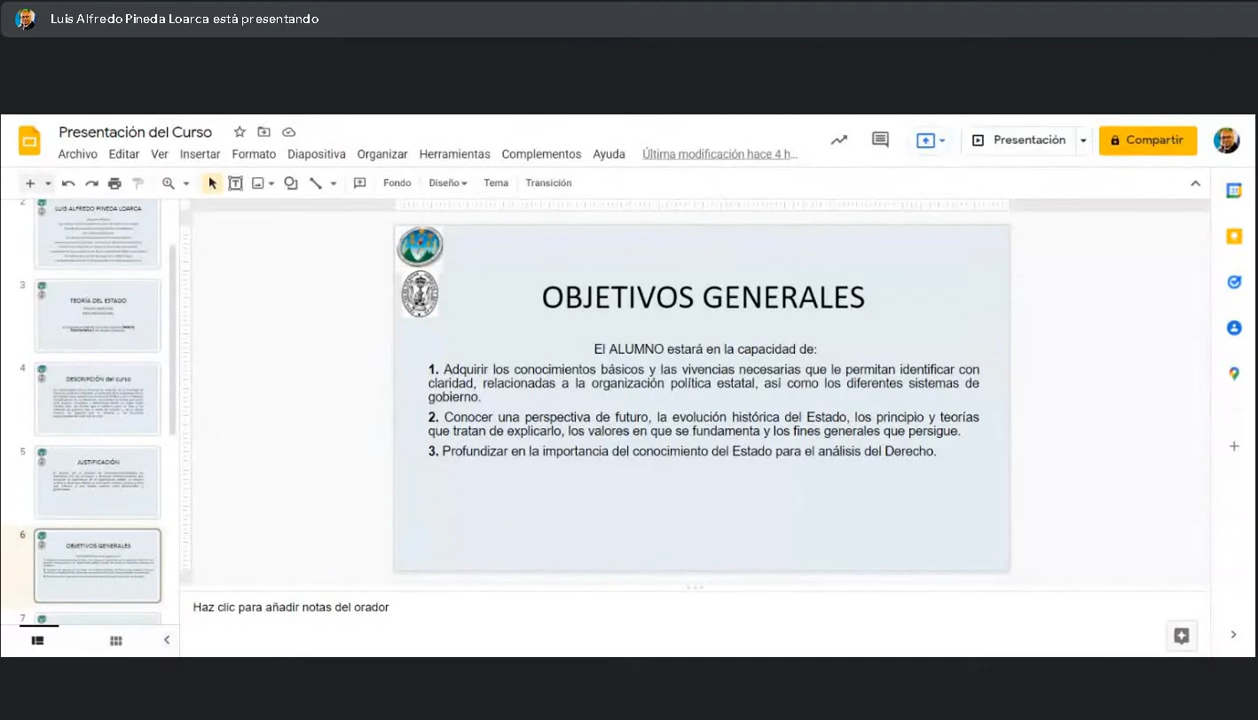 Luis Alfredo Pineda Loarca está presentando
Presentación del Curso
Archivo Editar Ver Insertar Formato Diapositiva Organizar Herramientas Complementos Ayuda Última modificación hace 4 h...
Presentación
Compartir
Fondo Diseño Tema Transición
2
LUIS ALFREDO PINEDA LOARCA
3
TEORÍA DEL ESTADO
4
DESCRIPCIÓN del curso
5
JUSTIFICACIÓN
6
OBJETIVOS GENERALES
7
OBJETIVOS GENERALES
El ALUMNO estará en la capacidad de:
1. Adquirir los conocimientos básicos y las vivencias necesarias que le permitan identificar con
claridad, relacionadas a la organización política estatal, así como los diferentes sistemas de
gobierno.
2. Conocer una perspectiva de futuro, la evolución histórica del Estado, los principio y teorías
que tratan de explicarlo, los valores en que se fundamenta y los fines generales que persigue.
3. Profundizar en la importancia del conocimiento del Estado para el análisis del Derecho.
Haz clic para añadir notas del orador